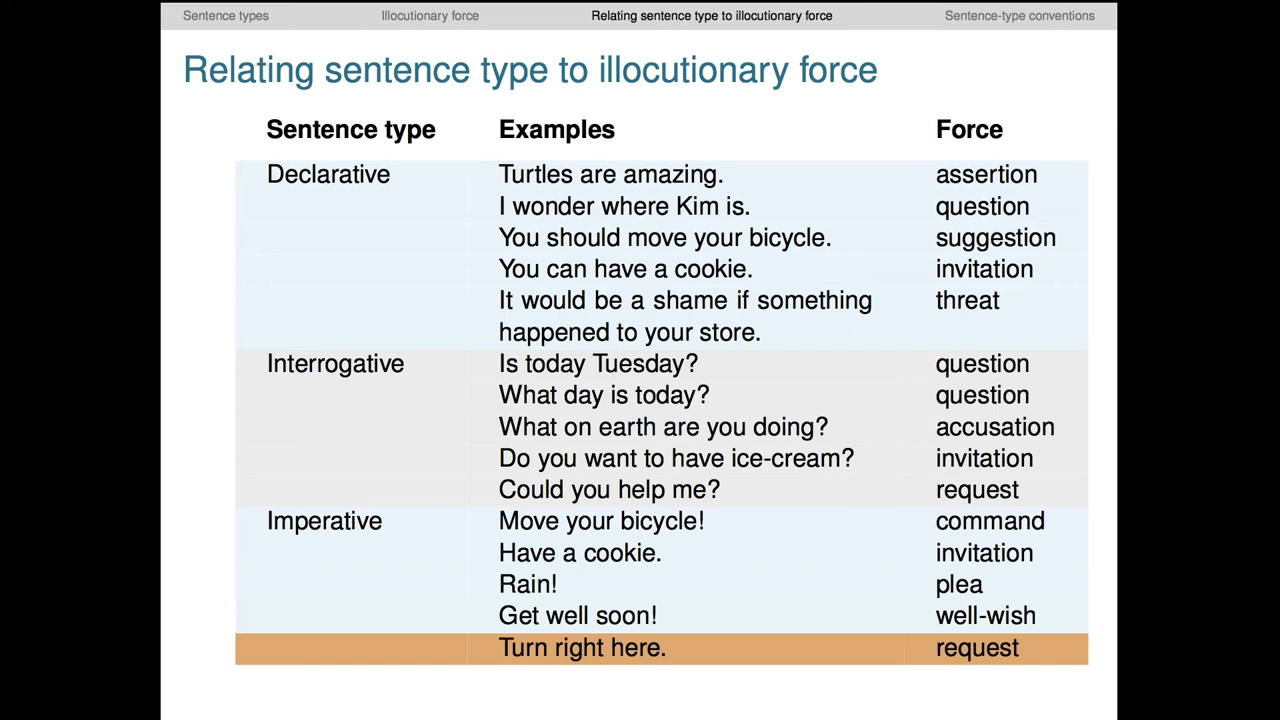 Sentence types Illocutionary force Relating sentence type to illocutionary force Sentence-type conventions
Relating sentence type to illocutionary force
Sentence type Examples Force
Declarative Turtles are amazing. assertion
I wonder where Kim is. question
You should move your bicycle. suggestion
You can have a cookie. invitation
It would be a shame if something threat
happened to your store.
Interrogative Is today Tuesday? question
What day is today? question
What on earth are you doing? accusation
Do you want to have ice-cream? invitation
Could you help me? request
Imperative Move your bicycle! command
Have a cookie. invitation
Rain! plea
Get well soon! well-wish
Turn right here. request